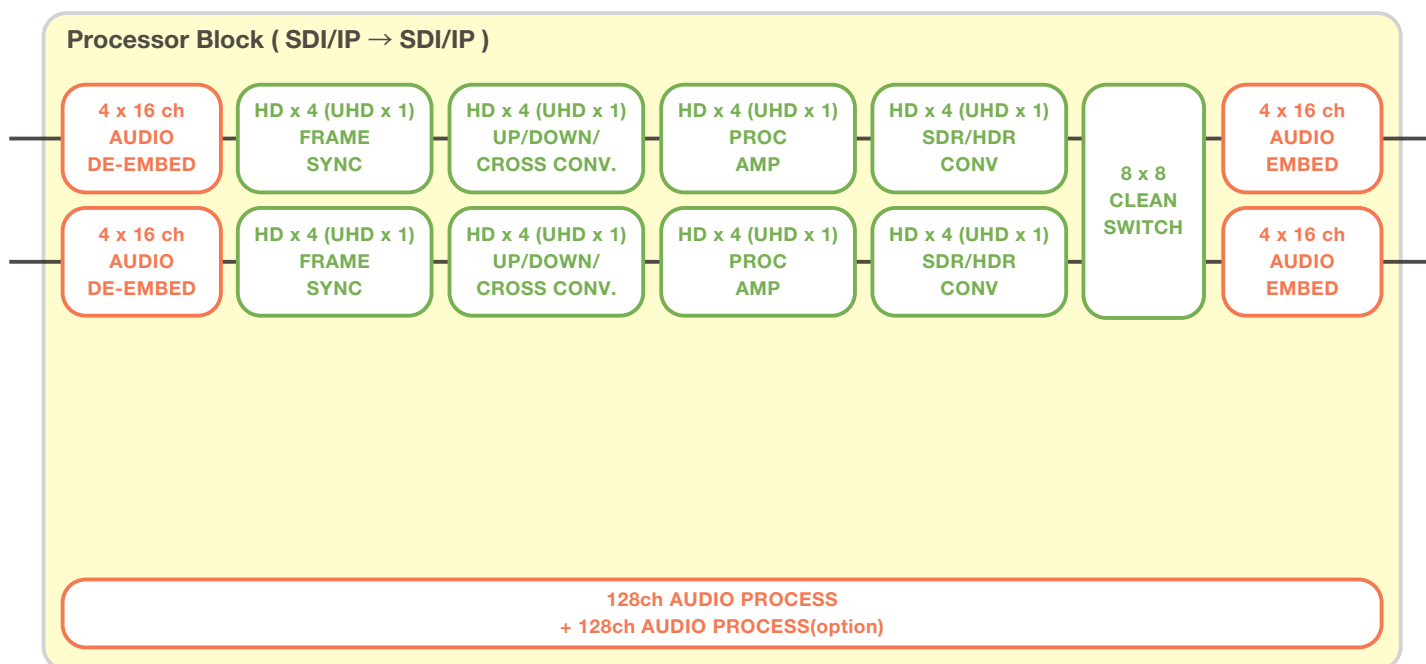 Processor Block ( SDI/IP → SDI/IP )
4 x 16 ch
AUDIO
DE-EMBED
HD x 4 (UHD x 1)
FRAME
SYNC
HD x 4 (UHD x 1)
UP/DOWN/
CROSS CONV.
HD x 4 (UHD x 1)
PROC
AMP
HD x 4 (UHD x 1)
SDR/HDR
CONV
8 x 8
CLEAN
SWITCH
4 x 16 ch
AUDIO
EMBED
4 x 16 ch
AUDIO
DE-EMBED
HD x 4 (UHD x 1)
FRAME
SYNC
HD x 4 (UHD x 1)
UP/DOWN/
CROSS CONV.
HD x 4 (UHD x 1)
PROC
AMP
HD x 4 (UHD x 1)
SDR/HDR
CONV
4 x 16 ch
AUDIO
EMBED
128ch AUDIO PROCESS
+ 128ch AUDIO PROCESS(option)